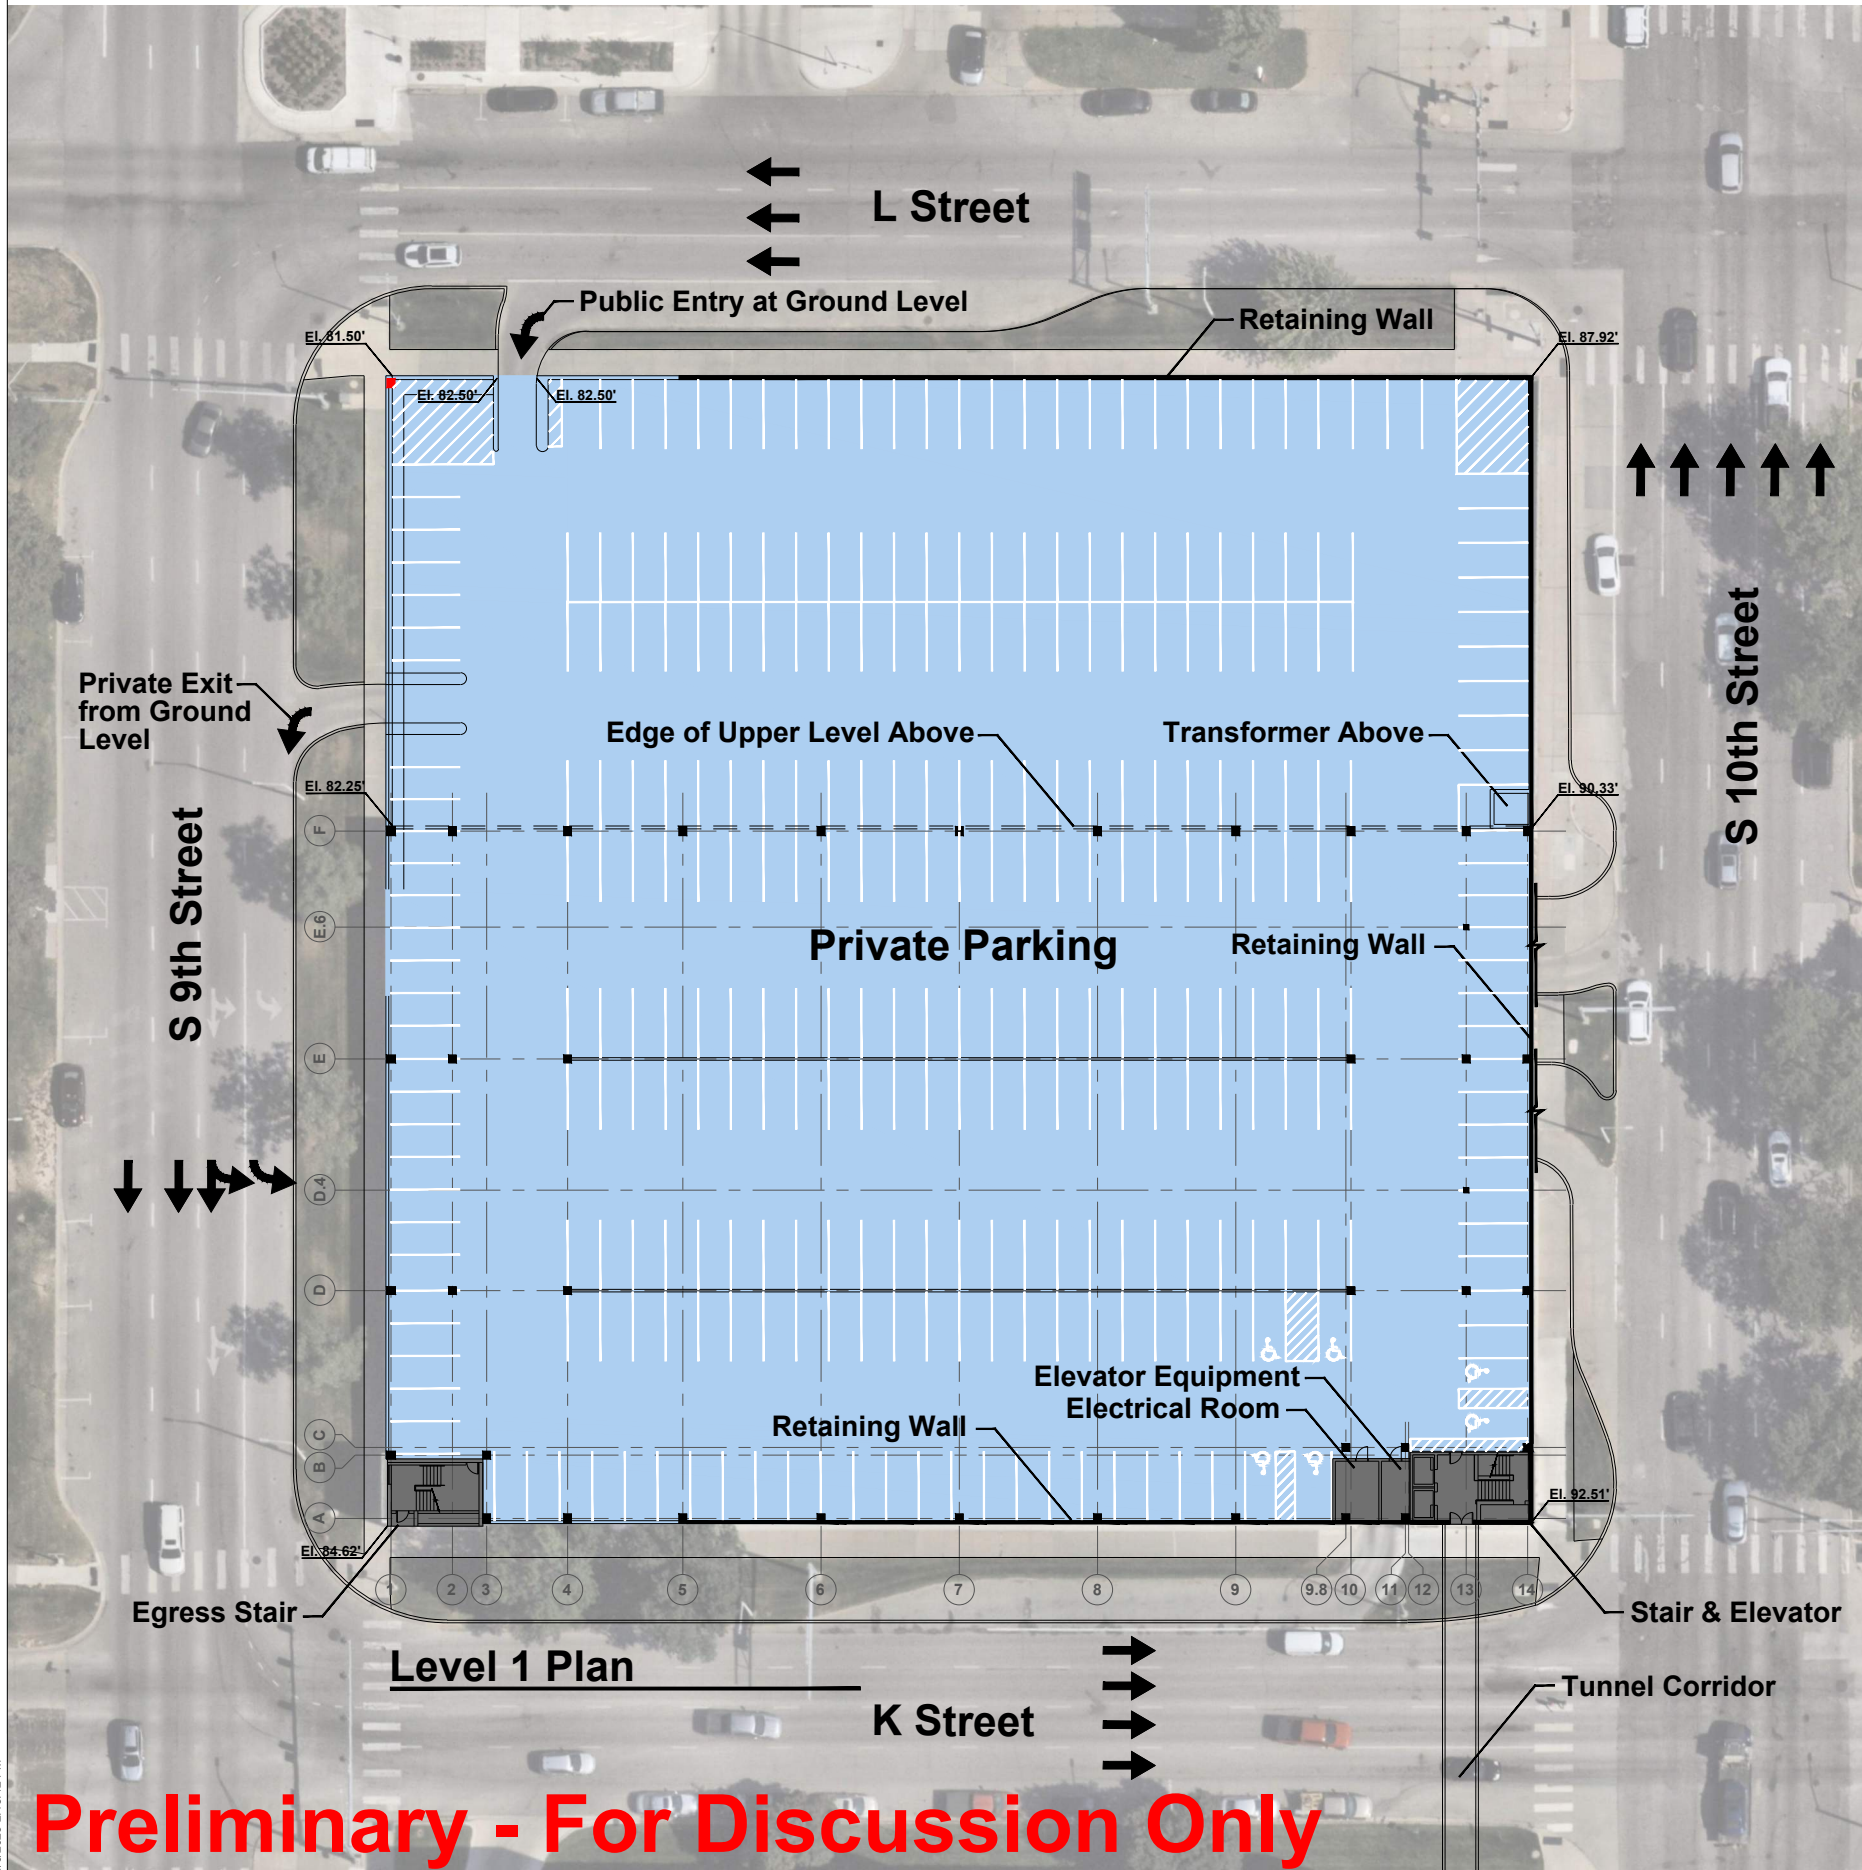 L Street
Public Entry at Ground Level
Retaining Wall
El. 81.50'
El. 87.92'
El. 82.50'
El. 82.50'
S 10th Street
Private Exit
from Ground
Level
Edge of Upper Level Above
Transformer Above
El. 82.25'
El. 90.33'
F
S 9th Street
E.6
Private Parking
Retaining Wall
E
D.4
D
Elevator Equipment
Electrical Room
Retaining Wall
C
B
A
El. 92.51'
El. 84.62'
1
2
3
4
5
6
7
8
9
9.8
10
11
12
13
14
Egress Stair
Stair & Elevator
Level 1 Plan
Tunnel Corridor
K Street
Preliminary - For Discussion Only